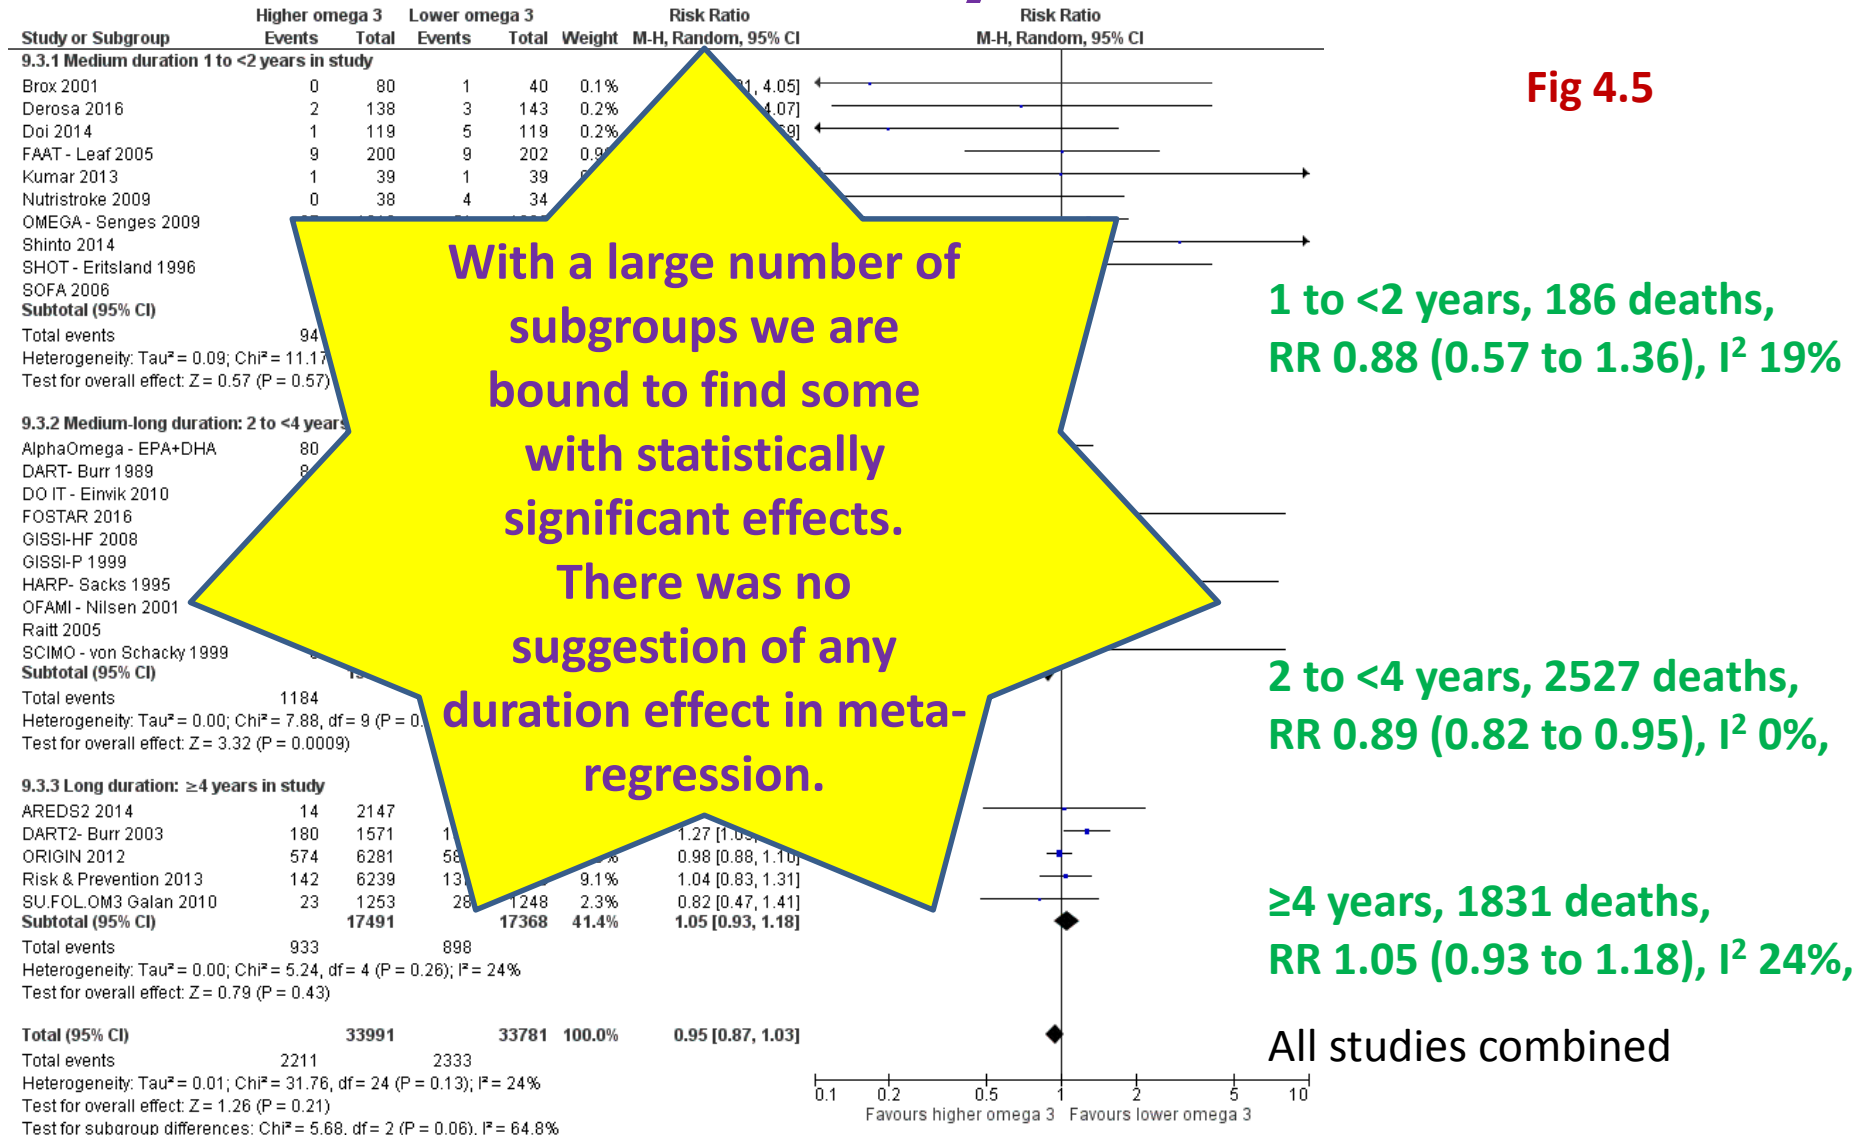 Higher omega 3 Lower omega 3 Risk Ratio Risk Ratio
Study or Subgroup Events Total Events Total Weight M-H, Random, 95% CI M-H, Random, 95% CI
9.3.1 Medium duration 1 to <2 years in study
Brox 2001 0 80 1 40 0.1% 4.05]
Derosa 2016 2 138 3 143 0.2% 4.07]
Doi 2014 1 119 5 119 0.2%
FAAT - Leaf 2005 9 200 9 202
Kumar 2013 1 39 1 39
Nutristroke 2009 0 38 4 34
OMEGA - Senges 2009
Shinto 2014
SHOT - Eritsland 1996
SOFA 2006
Subtotal (95% CI)
Total events 94
Heterogeneity: Tau² = 0.09; Chi² = 11.17
Test for overall effect: Z = 0.57 (P = 0.57)
9.3.2 Medium-long duration: 2 to <4 years
AlphaOmega - EPA+DHA 80
DART- Burr 1989
DO IT - Einvik 2010
FOSTAR 2016
GISSI-HF 2008
GISSI-P 1999
HARP- Sacks 1995
OFAMI - Nilsen 2001
Raitt 2005
SCIMO - von Schacky 1999
Subtotal (95% CI)
Total events 1184
Heterogeneity: Tau² = 0.00; Chi² = 7.88, df = 9 (P = 0.
Test for overall effect: Z = 3.32 (P = 0.0009)
9.3.3 Long duration: ≥4 years in study
AREDS2 2014 14 2147
DART2- Burr 2003 180 1571 1.27
ORIGIN 2012 574 6281 0.98 [0.88, 1.10]
Risk & Prevention 2013 142 6239 9.1% 1.04 [0.83, 1.31]
SU.FOL.OM3 Galan 2010 23 1253 28 1248 2.3% 0.82 [0.47, 1.41]
Subtotal (95% CI) 17491 17368 41.4% 1.05 [0.93, 1.18]
Total events 933 898
Heterogeneity: Tau² = 0.00; Chi² = 5.24, df = 4 (P = 0.26); I² = 24%
Test for overall effect: Z = 0.79 (P = 0.43)
Total (95% CI) 33991 33781 100.0% 0.95 [0.87, 1.03]
Total events 2211 2333
Heterogeneity: Tau² = 0.01; Chi² = 31.76, df = 24 (P = 0.13); I² = 24%
Test for overall effect: Z = 1.26 (P = 0.21)
Test for subgroup differences: Chi² = 5.68, df = 2 (P = 0.06), I² = 64.8%
0.1 0.2 0.5 1 2 5 10
Favours higher omega 3 Favours lower omega 3
With a large number of
subgroups we are
bound to find some
with statistically
significant effects.
There was no
suggestion of any
duration effect in meta-
regression.
Fig 4.5
1 to <2 years, 186 deaths,
RR 0.88 (0.57 to 1.36), I² 19%
2 to <4 years, 2527 deaths,
RR 0.89 (0.82 to 0.95), I² 0%,
≥4 years, 1831 deaths,
RR 1.05 (0.93 to 1.18), I² 24%,
All studies combined